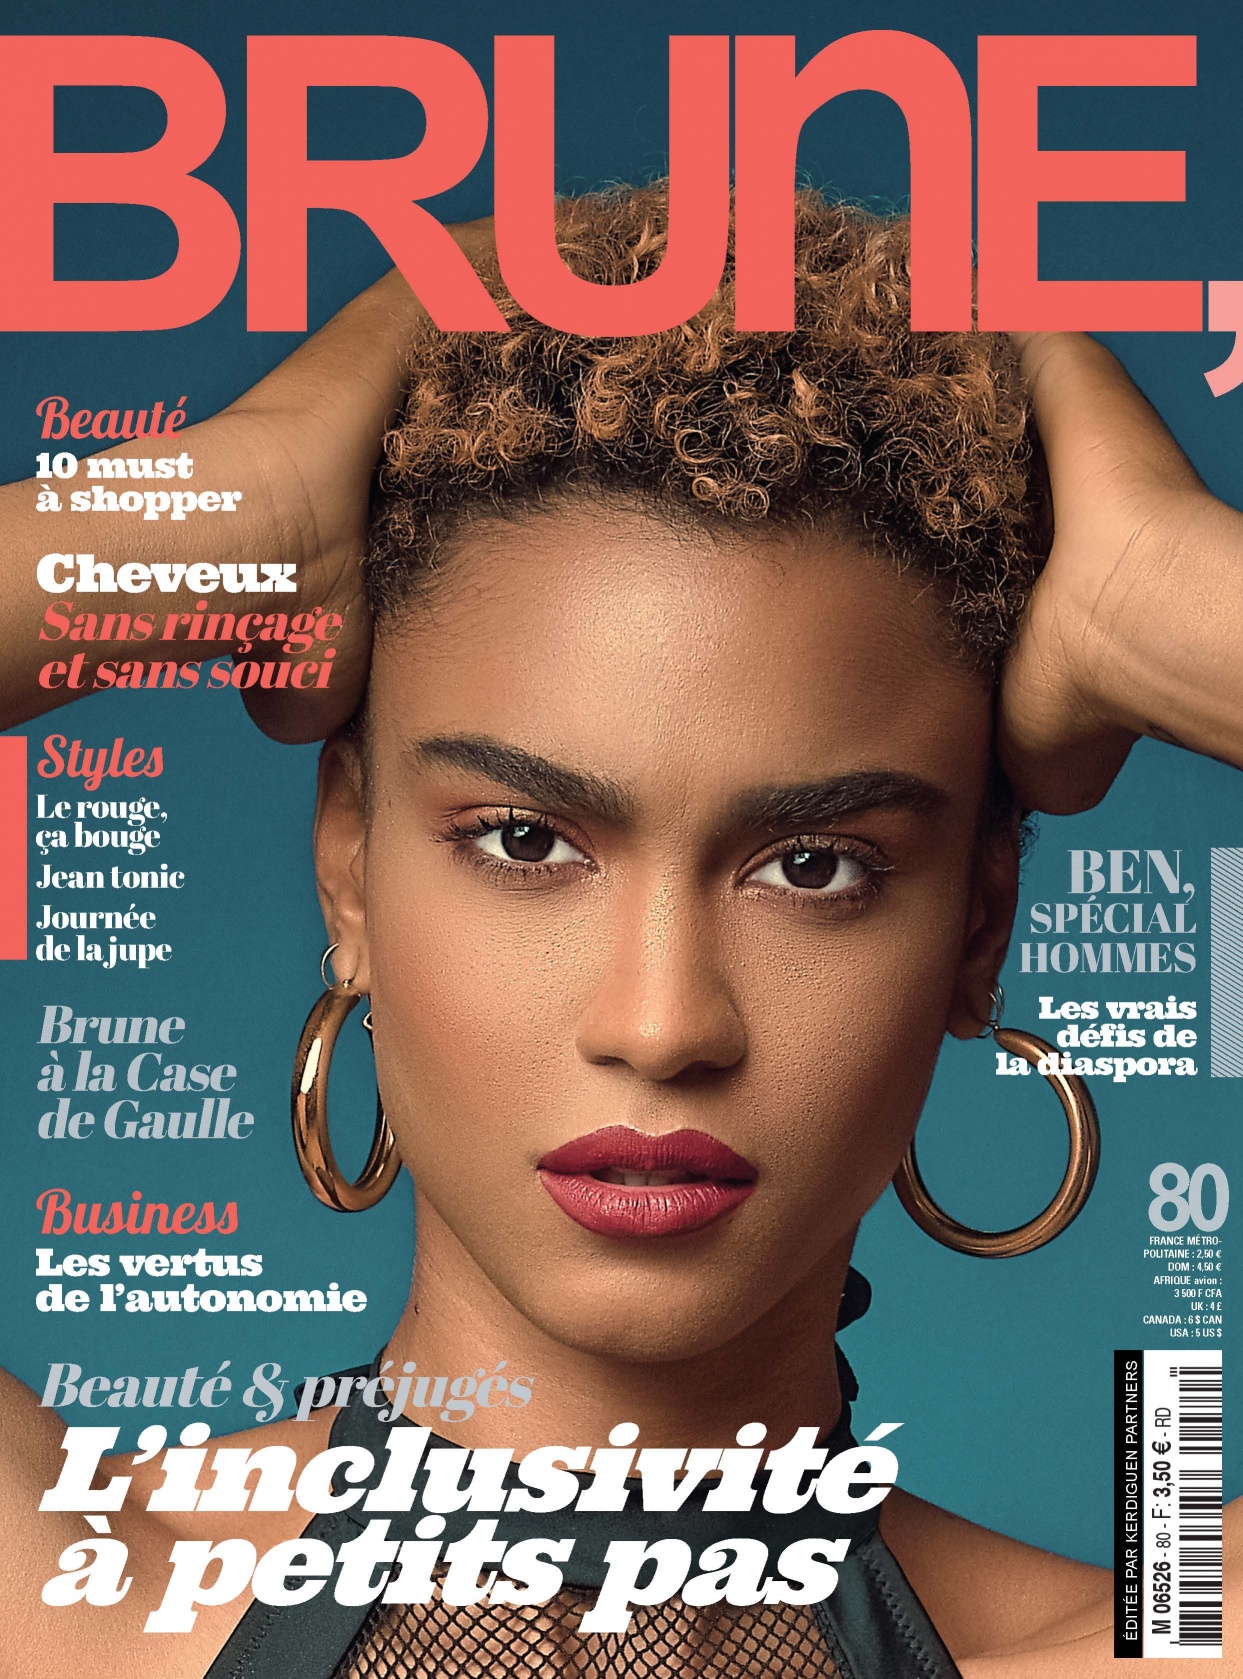 BRUNE,
Beauté
10 must
à shopper
Cheveux
Sans rinçage
et sans souci
Styles
Le rouge,
ça bouge
Jean tonic
Journée
de la jupe
Brune
à la Case
de Gaulle
Business
Les vertus
de l'autonomie
BEN,
SPÉCIAL
HOMMES
Les vrais
défis de
la diaspora
80
FRANCE MÉTRO-
POLITAINE : 2,50 €
DOM : 4,50 €
AFRIQUE avion :
3 500 F CFA
UK : 4 £
CANADA : 6 $ CAN
USA : 5 US $
Beauté & préjugés
L'inclusivité
à petits pas
ÉDITÉE PAR KERDIGUEN PARTNERS
M 06526 - 80 - F: 3,50 € - RD